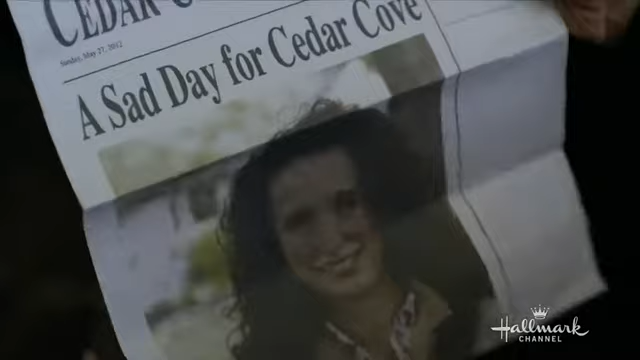 CEDAR
Sunday, May 27, 2012
A Sad Day for Cedar Cove
Hallmark
CHANNEL